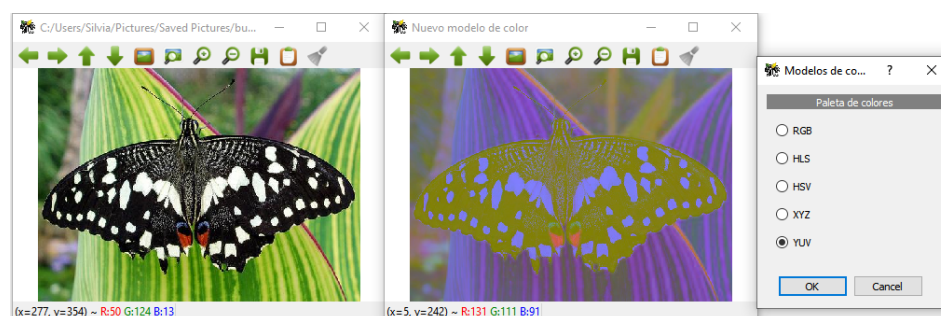 C:/Users/Silvia/Pictures/Saved Pictures/bu...
(x=277, y=354) ~ R:50 G:124 B:13
Nuevo modelo de color
(x=5, y=242) ~ R:131 G:111 B:91
Modelos de co...
?
Paleta de colores
RGB
HLS
HSV
XYZ
YUV
OK
Cancel